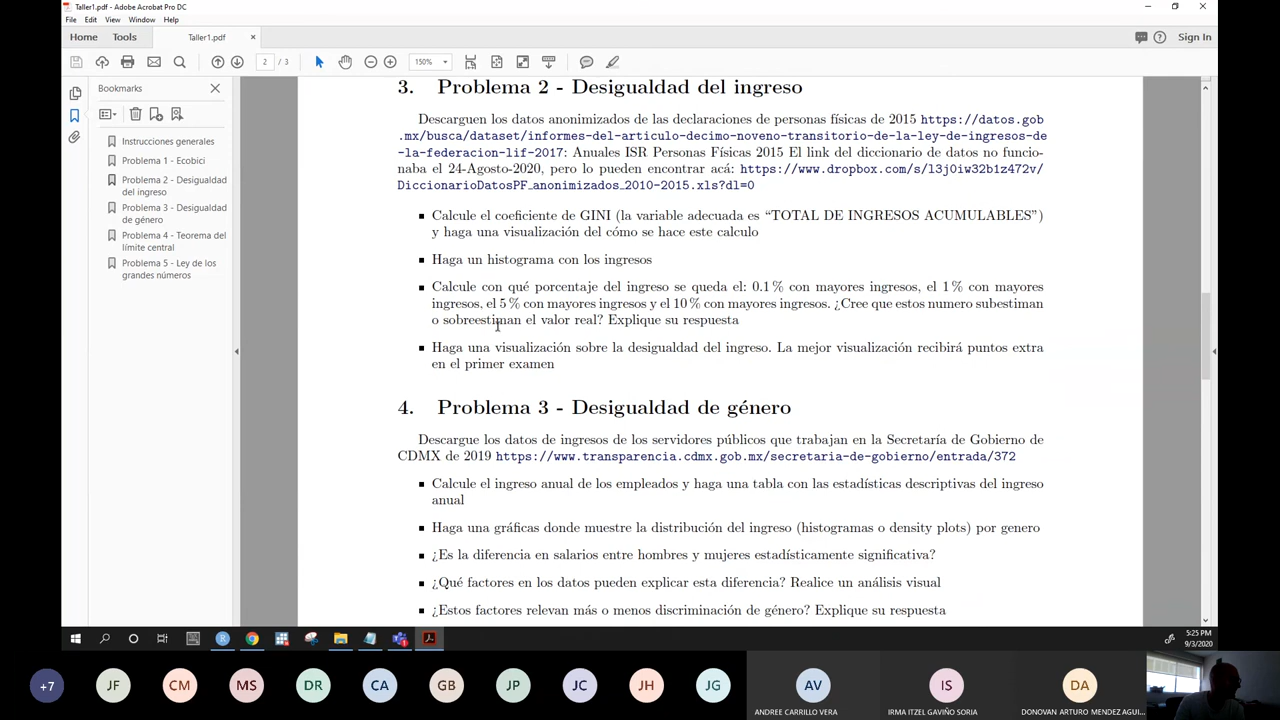 Taller1.pdf - Adobe Acrobat Pro DC
File Edit View Window Help
Home Tools Taller1.pdf × Sign In
2 / 3 150%
Bookmarks
Instrucciones generales
Problema 1 - Ecobici
Problema 2 - Desigualdad
del ingreso
Problema 3 - Desigualdad
de género
Problema 4 - Teorema del
límite central
Problema 5 - Ley de los
grandes números
3. Problema 2 - Desigualdad del ingreso
Descarguen los datos anonimizados de las declaraciones de personas físicas de 2015 https://datos.gob
.mx/busca/dataset/informes-del-articulo-decimo-noveno-transitorio-de-la-ley-de-ingresos-de
-la-federacion-lif-2017: Anuales ISR Personas Físicas 2015 El link del diccionario de datos no funcio-
naba el 24-Agosto-2020, pero lo pueden encontrar acá: https://www.dropbox.com/s/l3j0iw32b1z472v/
DiccionarioDatosPF_anonimizados_2010-2015.xls?dl=0
▪ Calcule el coeficiente de GINI (la variable adecuada es “TOTAL DE INGRESOS ACUMULABLES”)
y haga una visualización del cómo se hace este calculo
▪ Haga un histograma con los ingresos
▪ Calcule con qué porcentaje del ingreso se queda el: 0.1 % con mayores ingresos, el 1 % con mayores
ingresos, el 5 % con mayores ingresos y el 10 % con mayores ingresos. ¿Cree que estos numero subestiman
o sobreestiman el valor real? Explique su respuesta
▪ Haga una visualización sobre la desigualdad del ingreso. La mejor visualización recibirá puntos extra
en el primer examen
4. Problema 3 - Desigualdad de género
Descargue los datos de ingresos de los servidores públicos que trabajan en la Secretaría de Gobierno de
CDMX de 2019 https://www.transparencia.cdmx.gob.mx/secretaria-de-gobierno/entrada/372
▪ Calcule el ingreso anual de los empleados y haga una tabla con las estadísticas descriptivas del ingreso
anual
▪ Haga una gráficas donde muestre la distribución del ingreso (histogramas o density plots) por genero
▪ ¿Es la diferencia en salarios entre hombres y mujeres estadísticamente significativa?
▪ ¿Qué factores en los datos pueden explicar esta diferencia? Realice un análisis visual
▪ ¿Estos factores relevan más o menos discriminación de género? Explique su respuesta
5:25 PM
9/3/2020
+7 JF CM MS DR CA GB JP JC JH JG AV IS DA
ANDREE CARRILLO VERA IRMA ITZEL GAVIÑO SORIA DONOVAN ARTURO MENDEZ AGUI...